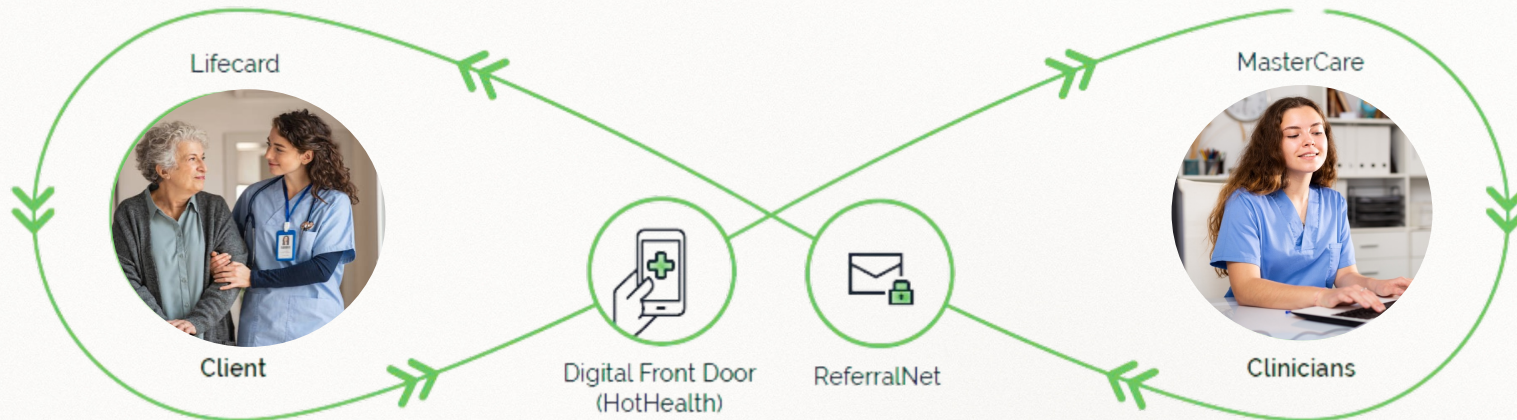 Lifecard
MasterCare
Client
Clinicians
Digital Front Door
(HotHealth)
ReferralNet